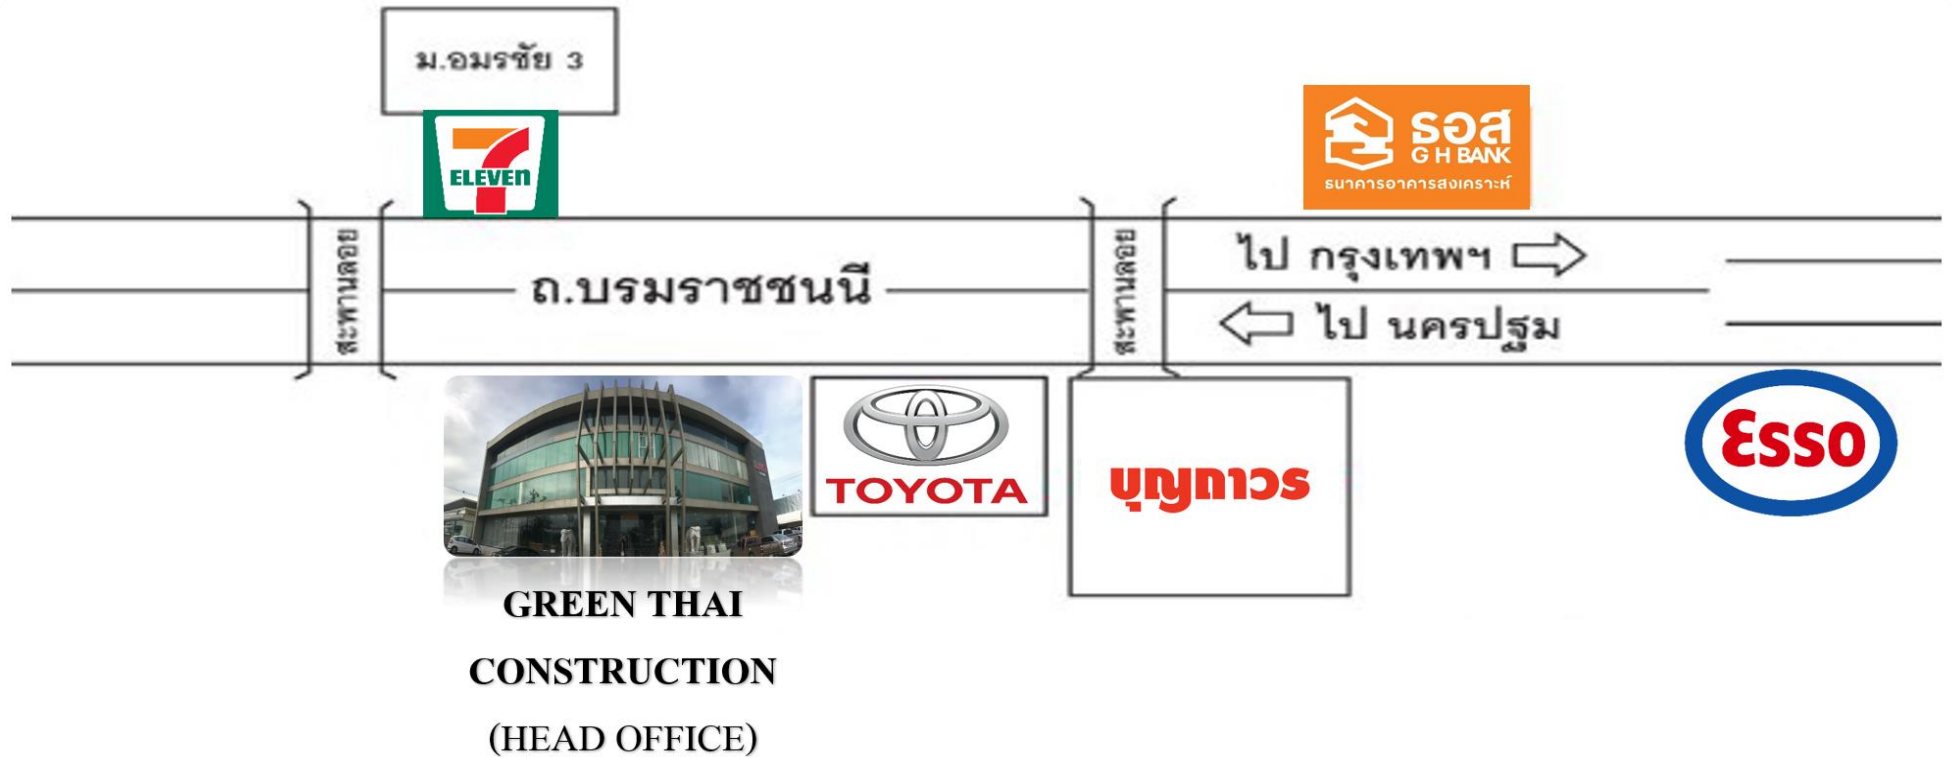 ม.อมรชัย 3
7
ELEVEn
ธอส
G H BANK
ธนาคารอาคารสงเคราะห์
สะพานลอย
ถ.บรมราชชนนี
สะพานลอย
ไป กรุงเทพฯ
ไป นครปฐม
TOYOTA
บุญถาวร
Esso
GREEN THAI
CONSTRUCTION
(HEAD OFFICE)